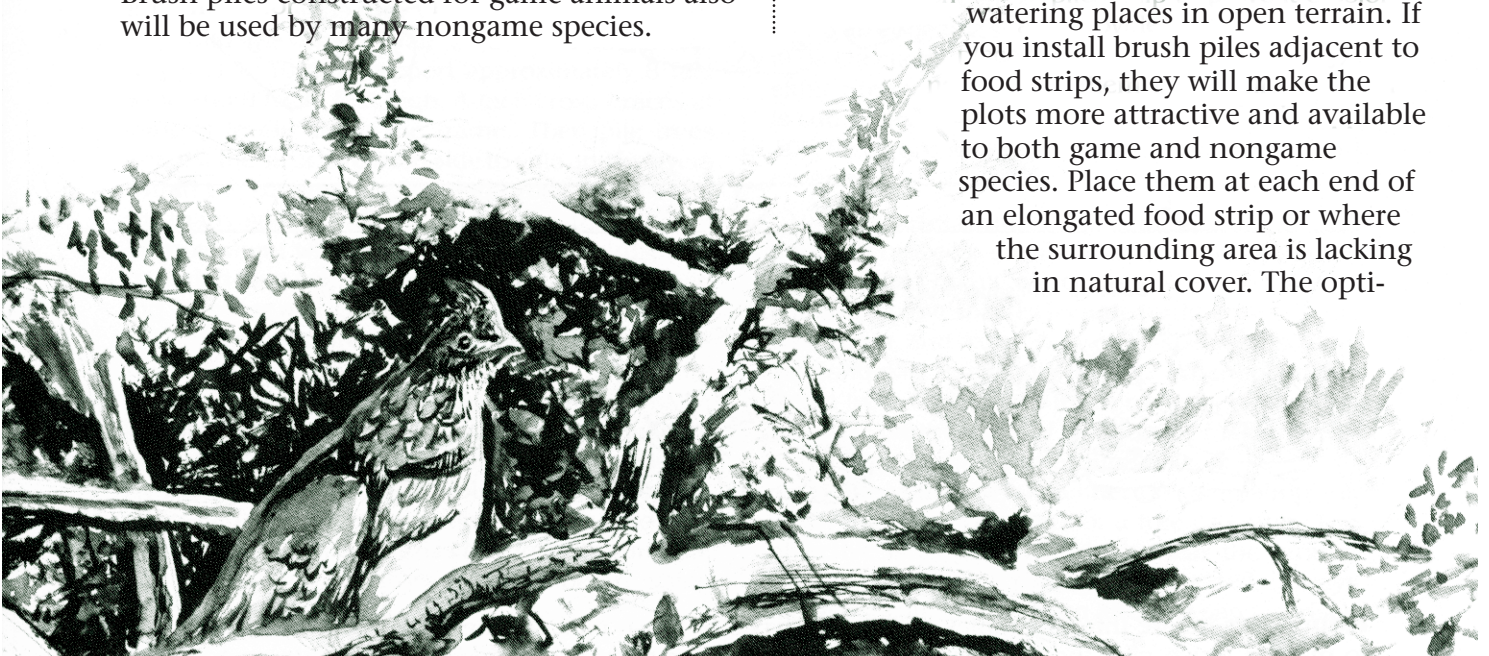 Brush piles constructed for game animals also
will be used by many nongame species.
watering places in open terrain. If
you install brush piles adjacent to
food strips, they will make the
plots more attractive and available
to both game and nongame
species. Place them at each end of
an elongated food strip or where
the surrounding area is lacking
in natural cover. The opti-